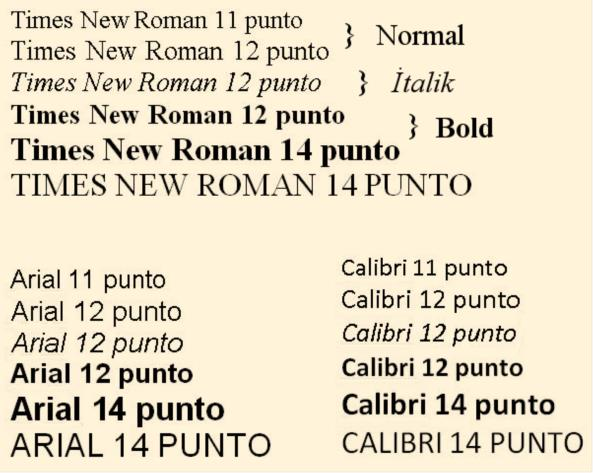 Times New Roman 11 punto
Times New Roman 12 punto
} Normal
Times New Roman 12 punto } İtalik
Times New Roman 12 punto
Times New Roman 14 punto
} Bold
TIMES NEW ROMAN 14 PUNTO
Arial 11 punto
Arial 12 punto
Arial 12 punto
Arial 12 punto
Arial 14 punto
ARIAL 14 PUNTO
Calibri 11 punto
Calibri 12 punto
Calibri 12 punto
Calibri 12 punto
Calibri 14 punto
CALIBRI 14 PUNTO